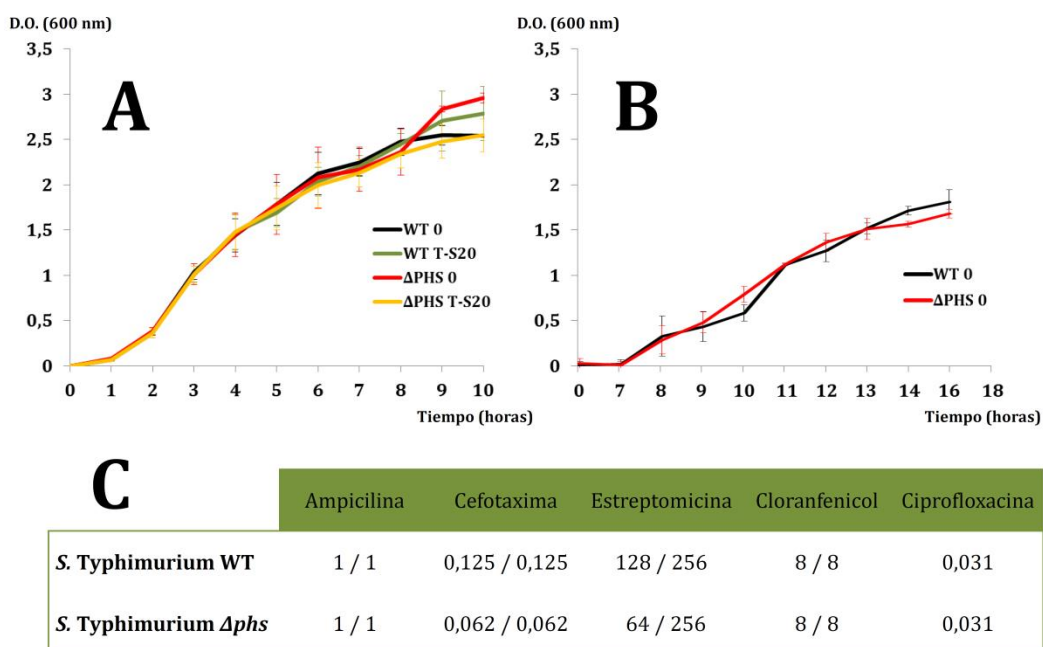 D.O. (600 nm)
3,5
3
2,5
2
1,5
1
0,5
0
A
WT 0
WT T-S20
ΔPHS 0
ΔPHS T-S20
0 1 2 3 4 5 6 7 8 9 10
Tiempo (horas)
D.O. (600 nm)
3,5
3
2,5
2
1,5
1
0,5
0
B
WT 0
ΔPHS 0
0 7 8 9 10 11 12 13 14 16 18
Tiempo (horas)
C
Ampicilina Cefotaxima Estreptomicina Cloranfenicol Ciprofloxacina
S. Typhimurium WT 1 / 1 0,125 / 0,125 128 / 256 8 / 8 0,031
S. Typhimurium Δphs 1 / 1 0,062 / 0,062 64 / 256 8 / 8 0,031